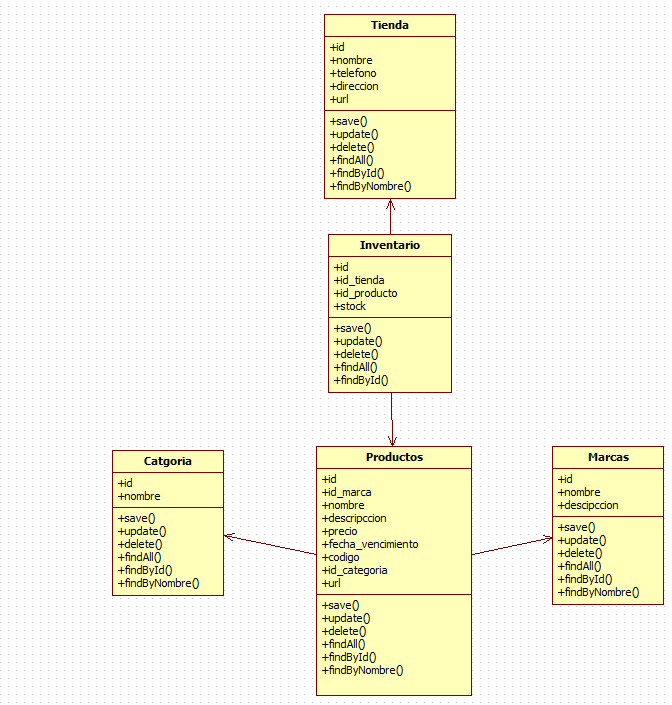 Tienda
+id
+nombre
+telefono
+direccion
+url
+save()
+update()
+delete()
+findAll()
+findById()
+findByNombre()
Inventario
+id
+id_tienda
+id_producto
+stock
+save()
+update()
+delete()
+findAll()
+findById()
Catgoria
+id
+nombre
+save()
+update()
+delete()
+findAll()
+findById()
+findByNombre()
Productos
+id
+id_marca
+nombre
+descripccion
+precio
+fecha_vencimiento
+codigo
+id_categoria
+url
+save()
+update()
+delete()
+findAll()
+findById()
+findByNombre()
Marcas
+id
+nombre
+descipccion
+save()
+update()
+delete()
+findAll()
+findById()
+findByNombre()